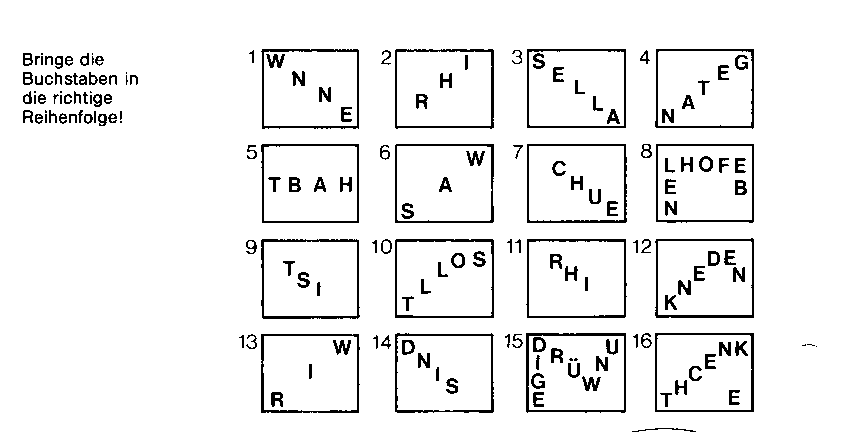 Bringe die
Buchstaben in
die richtige
Reihenfolge!
1 W N N E
2 R H I
3 S E L L A
4 N A T E G
5 T B A H
6 S A W
7 C H U E
8 L H O F E
E B
N
9 T S I
10 T L L O S
11 R H I
12 K N E D E N
13 R I W
14 D N I S
15 D I G E R Ü W N U
16 T H C E N K E